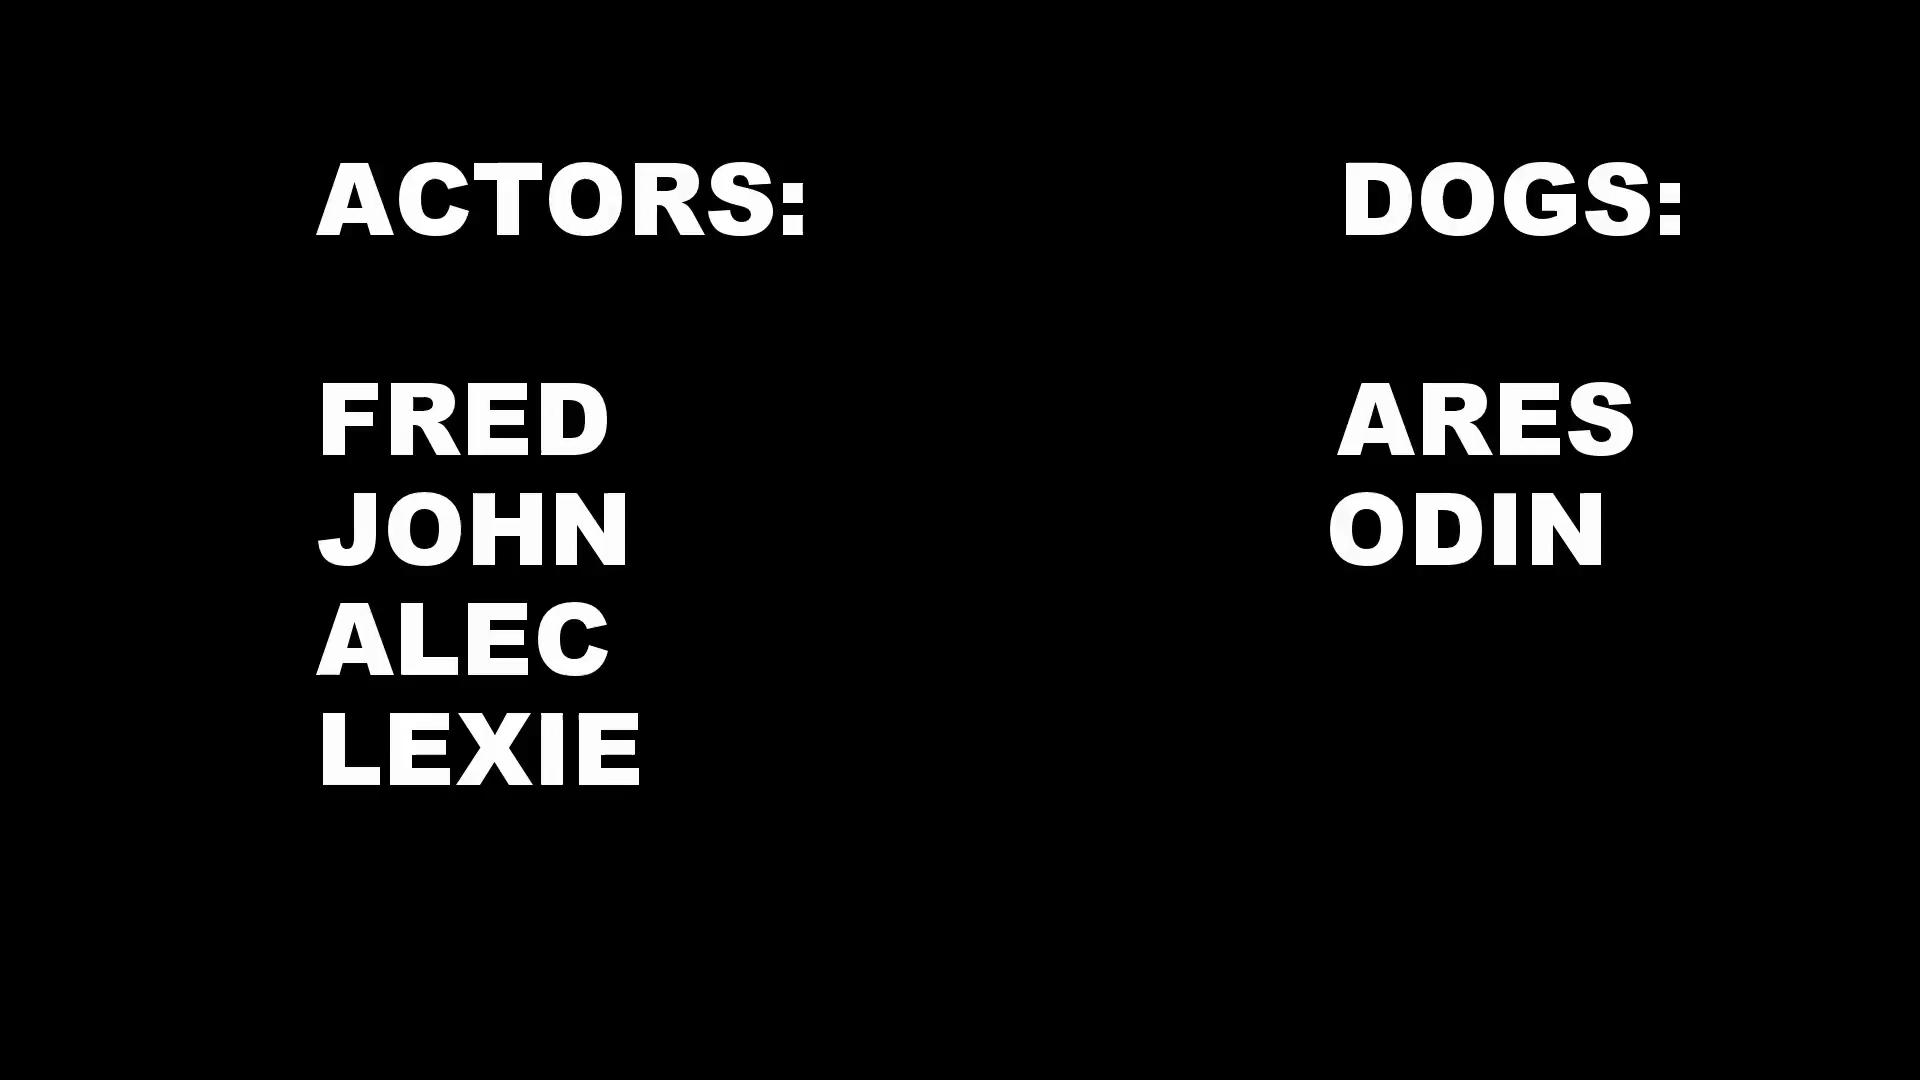 ACTORS:
FRED
JOHN
ALEC
LEXIE
DOGS:
ARES
ODIN